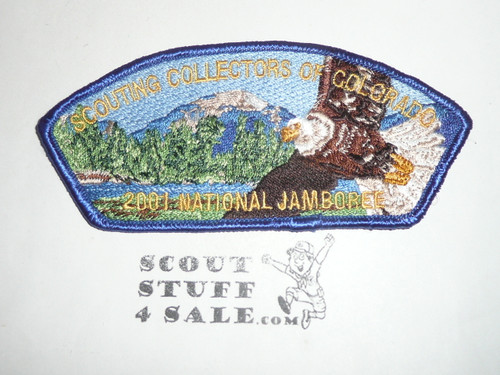 SCOUTING COLLECTORS OF COLORADO
2001 NATIONAL JAMBOREE
SCOUT
STUFF
4 SALE.COM